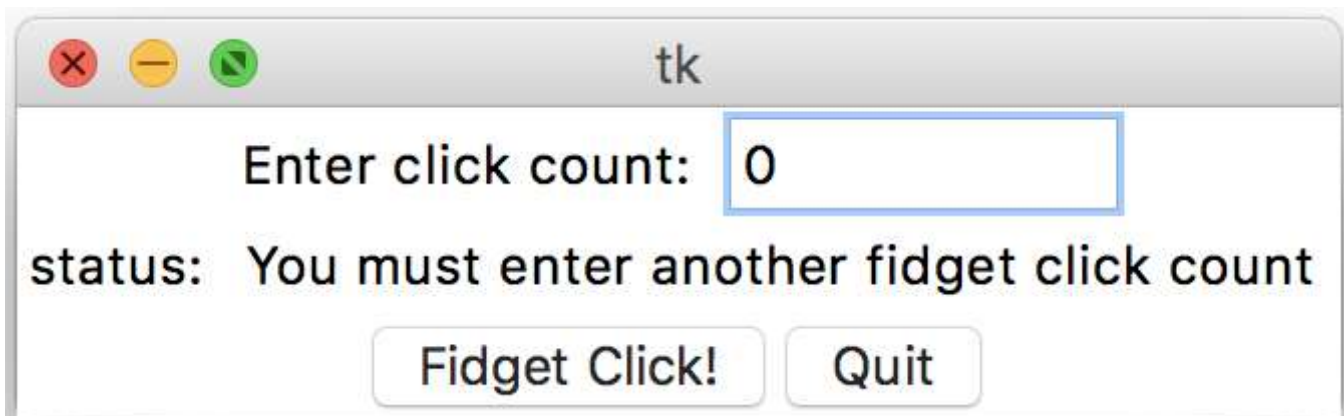 tk
Enter click count: 0
status: You must enter another fidget click count
Fidget Click! Quit